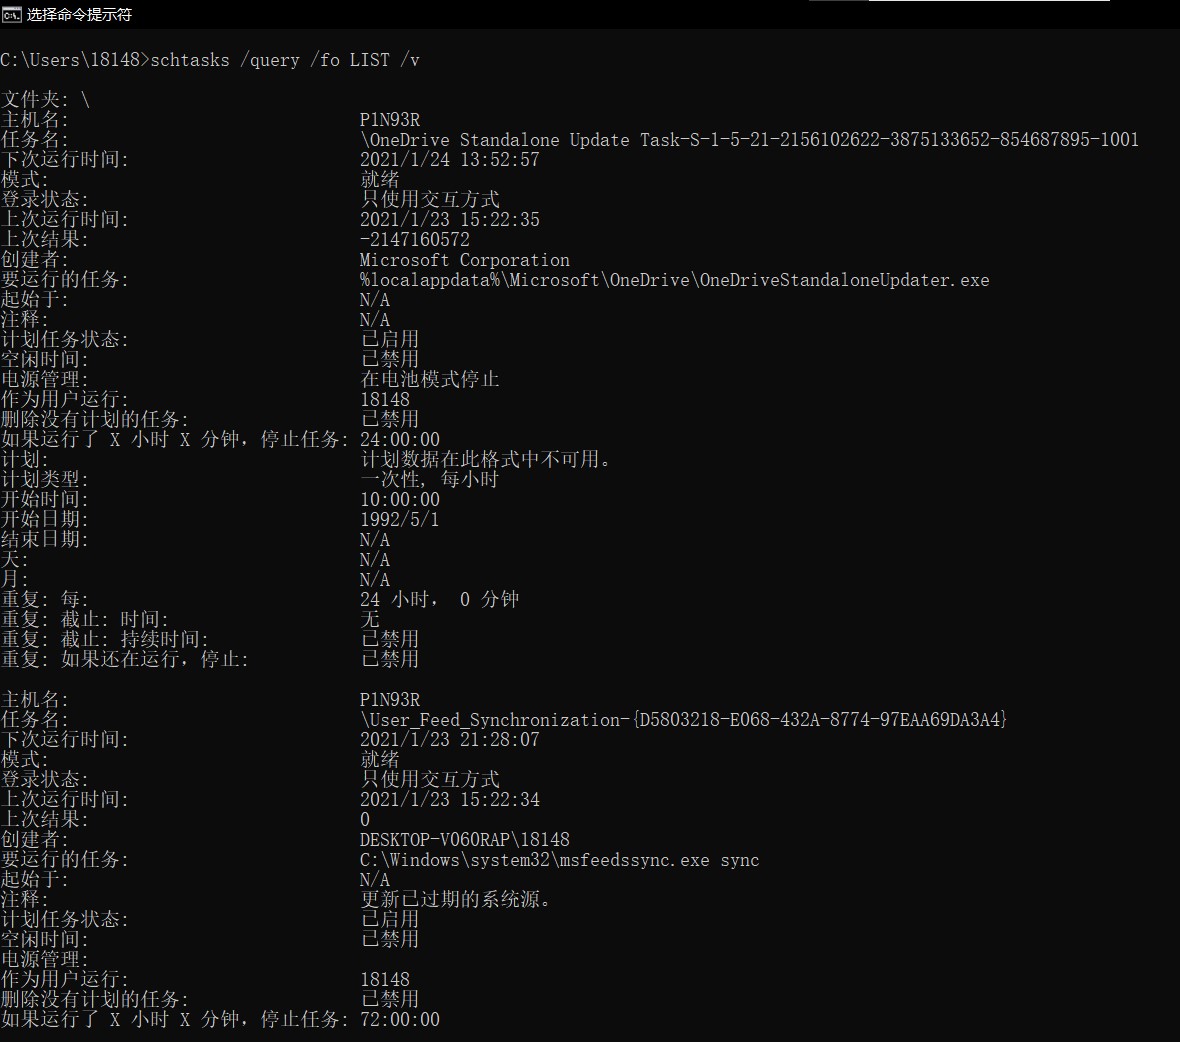 选择命令提示符
C:\Users\18148>schtasks /query /fo LIST /v
文件夹: \
主机名: P1N93R
任务名: \OneDrive Standalone Update Task-S-1-5-21-2156102622-3875133652-854687895-1001
下次运行时间: 2021/1/24 13:52:57
模式: 就绪
登录状态: 只使用交互方式
上次运行时间: 2021/1/23 15:22:35
上次结果: -2147160572
创建者: Microsoft Corporation
要运行的任务: %localappdata%\Microsoft\OneDrive\OneDriveStandaloneUpdater.exe
起始于: N/A
注释: N/A
计划任务状态: 已启用
空闲时间: 已禁用
电源管理: 在电池模式停止
作为用户运行: 18148
删除没有计划的任务: 已禁用
如果运行了 X 小时 X 分钟，停止任务: 24:00:00
计划: 计划数据在此格式中不可用。
计划类型: 一次性, 每小时
开始时间: 10:00:00
开始日期: 1992/5/1
结束日期: N/A
天: N/A
月: N/A
重复: 每: 24 小时， 0 分钟
重复: 截止: 时间: 无
重复: 截止: 持续时间: 已禁用
重复: 如果还在运行，停止: 已禁用
主机名: P1N93R
任务名: \User_Feed_Synchronization-{D5803218-E068-432A-8774-97EAA69DA3A4}
下次运行时间: 2021/1/23 21:28:07
模式: 就绪
登录状态: 只使用交互方式
上次运行时间: 2021/1/23 15:22:34
上次结果: 0
创建者: DESKTOP-V060RAP\18148
要运行的任务: C:\Windows\system32\msfeedssync.exe sync
起始于: N/A
注释: 更新已过期的系统源。
计划任务状态: 已启用
空闲时间: 已禁用
电源管理:
作为用户运行: 18148
删除没有计划的任务: 已禁用
如果运行了 X 小时 X 分钟，停止任务: 72:00:00